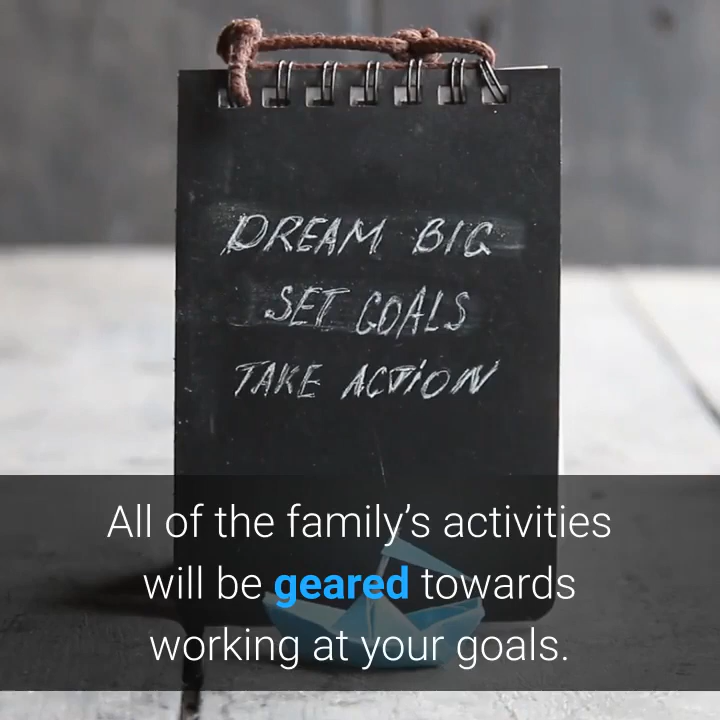 DREAM BIG
SET GOALS
TAKE ACTION
All of the family’s activities
will be geared towards
working at your goals.